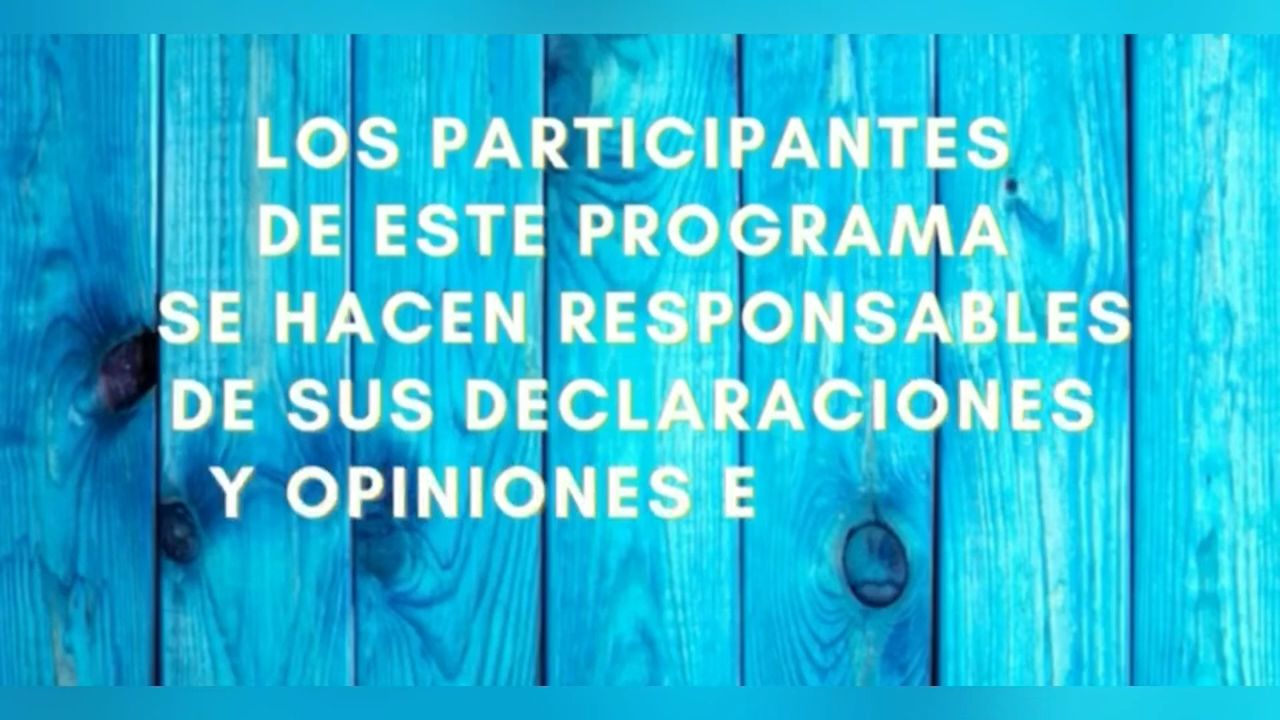 LOS PARTICIPANTES
DE ESTE PROGRAMA
SE HACEN RESPONSABLES
DE SUS DECLARACIONES
Y OPINIONES E